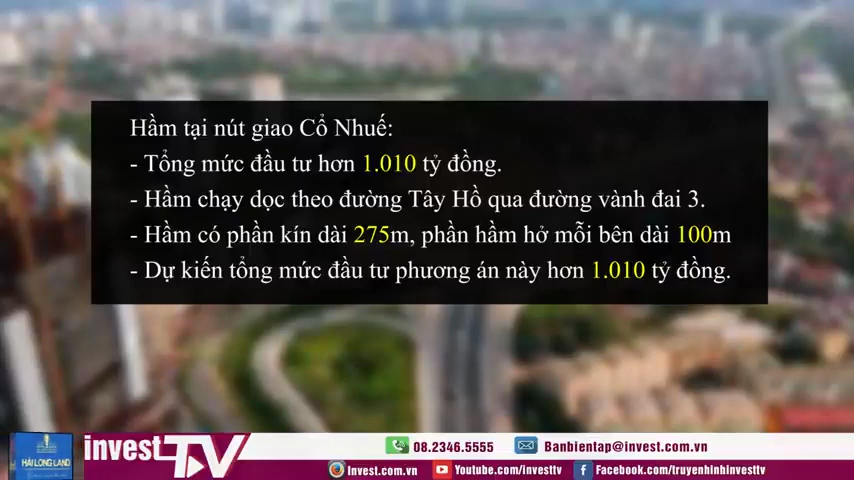 Hầm tại nút giao Cổ Nhuế:
- Tổng mức đầu tư hơn 1.010 tỷ đồng.
- Hầm chạy dọc theo đường Tây Hồ qua đường vành đai 3.
- Hầm có phần kín dài 275m, phần hầm hở mỗi bên dài 100m
- Dự kiến tổng mức đầu tư phương án này hơn 1.010 tỷ đồng.
HẢI LONG LAND
invest TV
08.2346.5555
Banbientap@invest.com.vn
Invest.com.vn
Youtube.com/investtv
Facebook.com/truyenhinhinvesttv